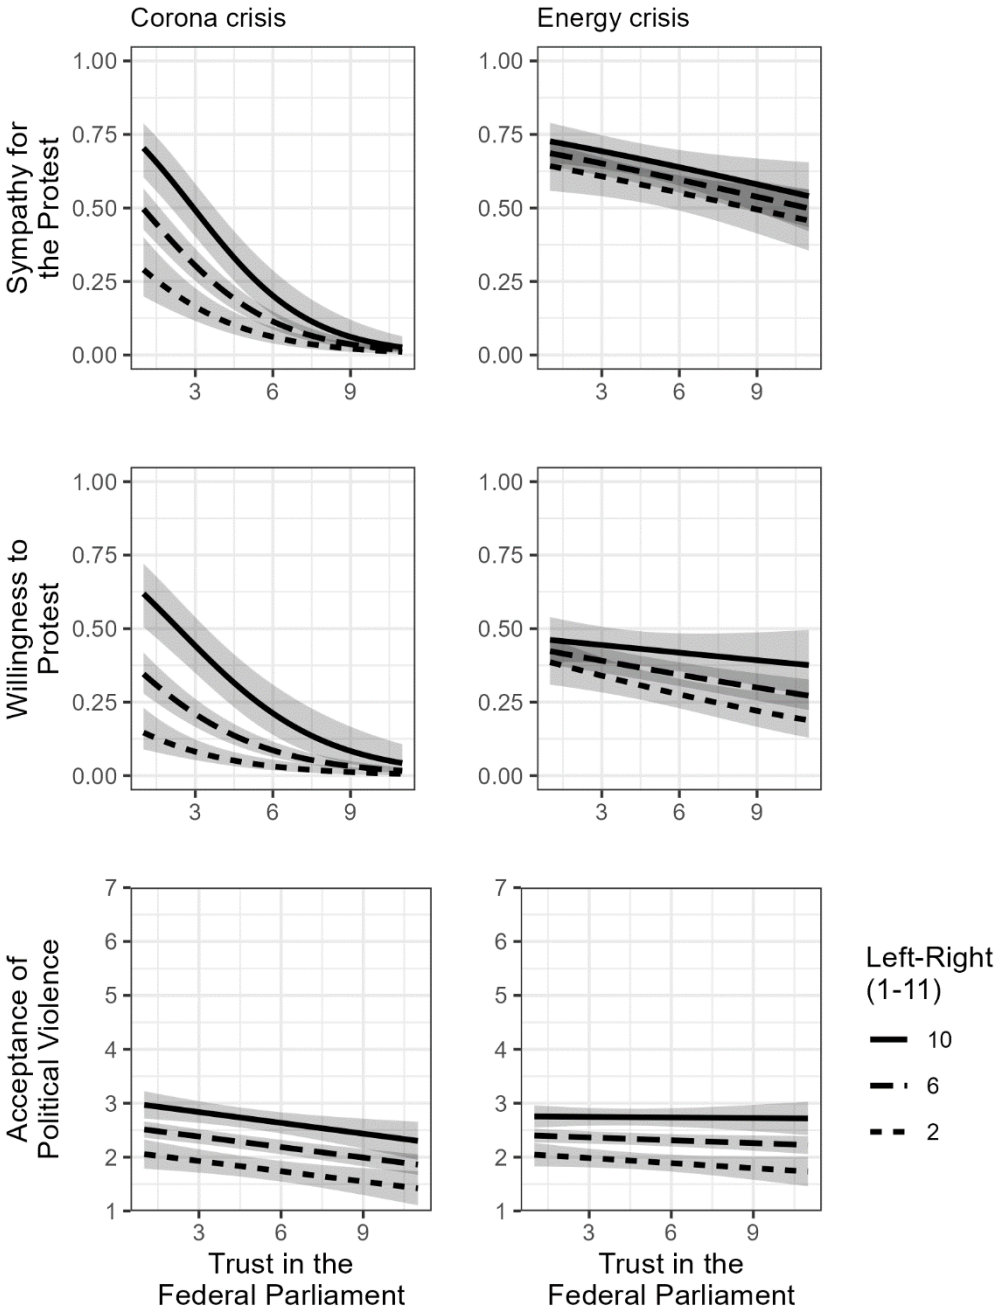 Corona crisis
Energy crisis
Sympathy for
the Protest
1.00
0.75
0.50
0.25
0.00
3 6 9
1.00
0.75
0.50
0.25
0.00
3 6 9
Willingness to
Protest
1.00
0.75
0.50
0.25
0.00
3 6 9
1.00
0.75
0.50
0.25
0.00
3 6 9
Acceptance of
Political Violence
7
6
5
4
3
2
1
3 6 9
Trust in the
Federal Parliament
7
6
5
4
3
2
1
3 6 9
Trust in the
Federal Parliament
Left-Right
(1-11)
10
6
2